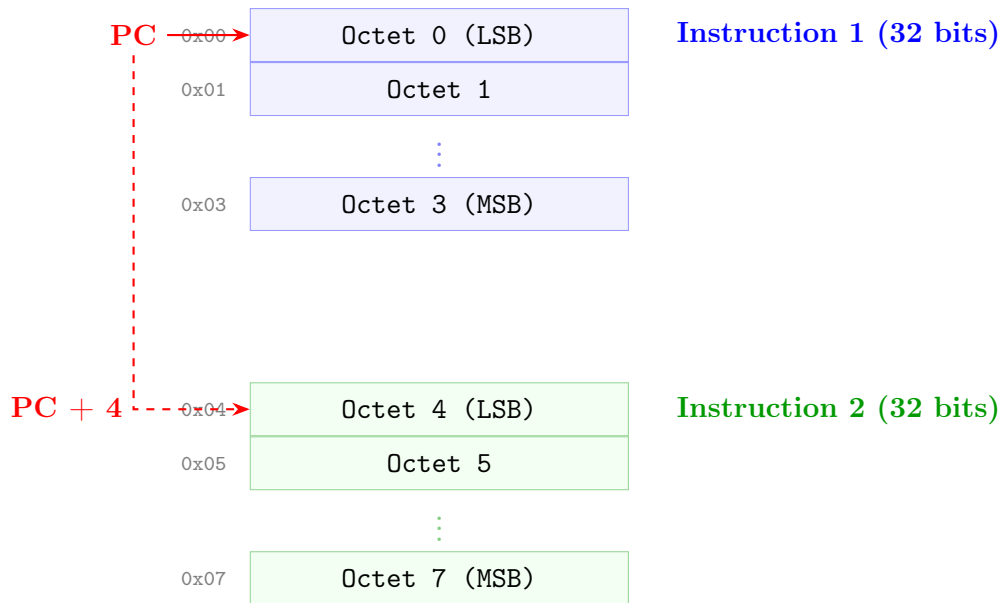 PC 0x00 Octet 0 (LSB) Instruction 1 (32 bits)
0x01 Octet 1
0x03 Octet 3 (MSB)
PC + 4 0x04 Octet 4 (LSB) Instruction 2 (32 bits)
0x05 Octet 5
0x07 Octet 7 (MSB)